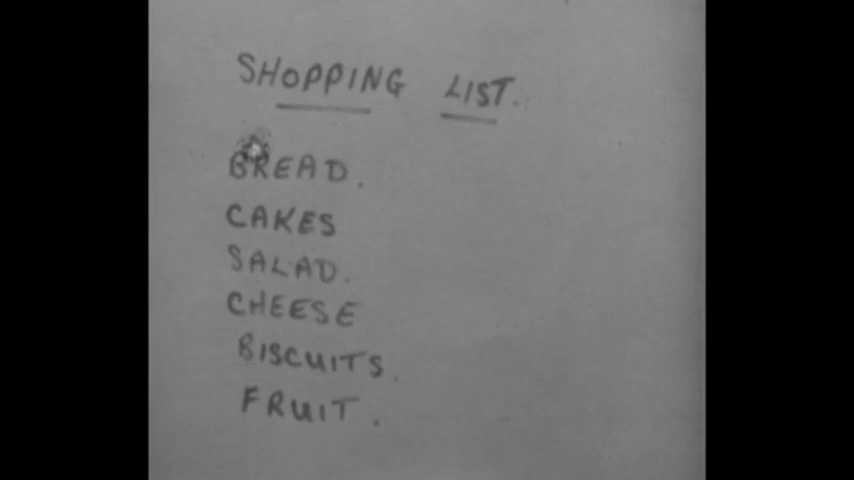 SHOPPING LIST.
BREAD.
CAKES
SALAD.
CHEESE
BISCUITS.
FRUIT.